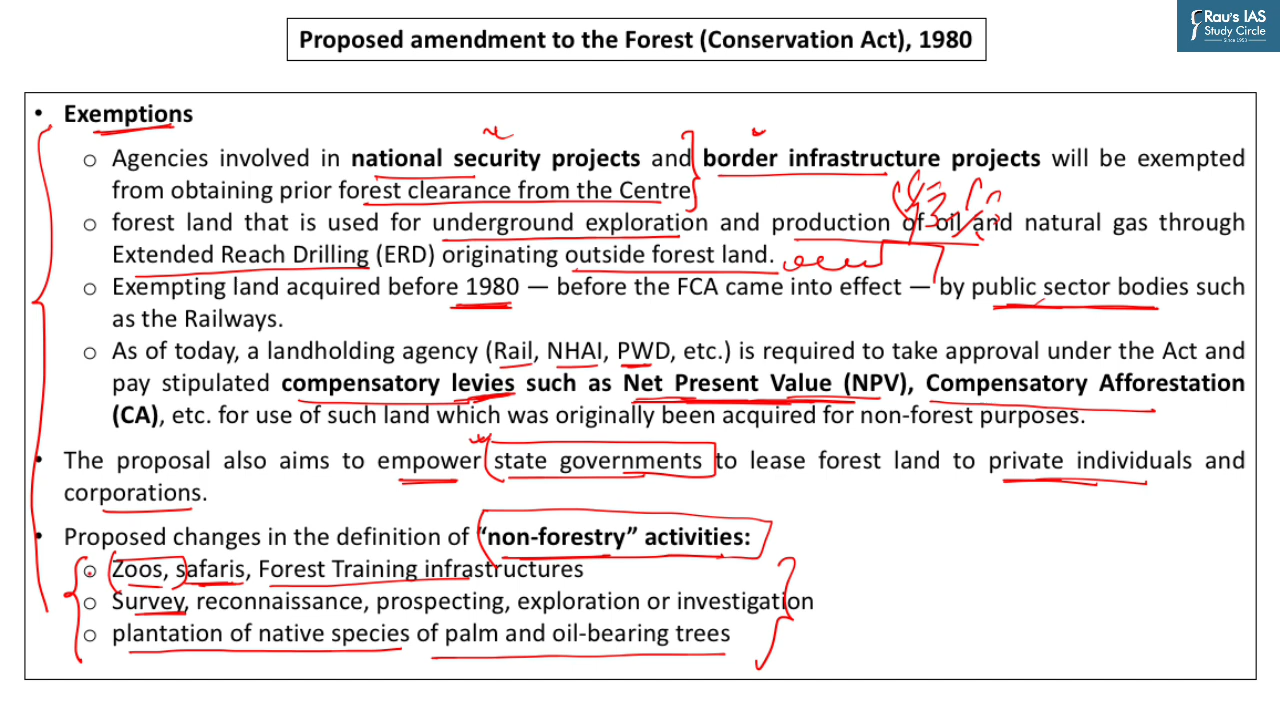 Proposed amendment to the Forest (Conservation Act), 1980
Rau's IAS
Study Circle
Since 1953
• Exemptions
o Agencies involved in national security projects and border infrastructure projects will be exempted
from obtaining prior forest clearance from the Centre
o forest land that is used for underground exploration and production of oil and natural gas through
Extended Reach Drilling (ERD) originating outside forest land.
o Exempting land acquired before 1980 — before the FCA came into effect — by public sector bodies such
as the Railways.
o As of today, a landholding agency (Rail, NHAI, PWD, etc.) is required to take approval under the Act and
pay stipulated compensatory levies such as Net Present Value (NPV), Compensatory Afforestation
(CA), etc. for use of such land which was originally been acquired for non-forest purposes.
• The proposal also aims to empower state governments to lease forest land to private individuals and
corporations.
• Proposed changes in the definition of “non-forestry” activities:
o Zoos, safaris, Forest Training infrastructures
o Survey, reconnaissance, prospecting, exploration or investigation
o plantation of native species of palm and oil-bearing trees